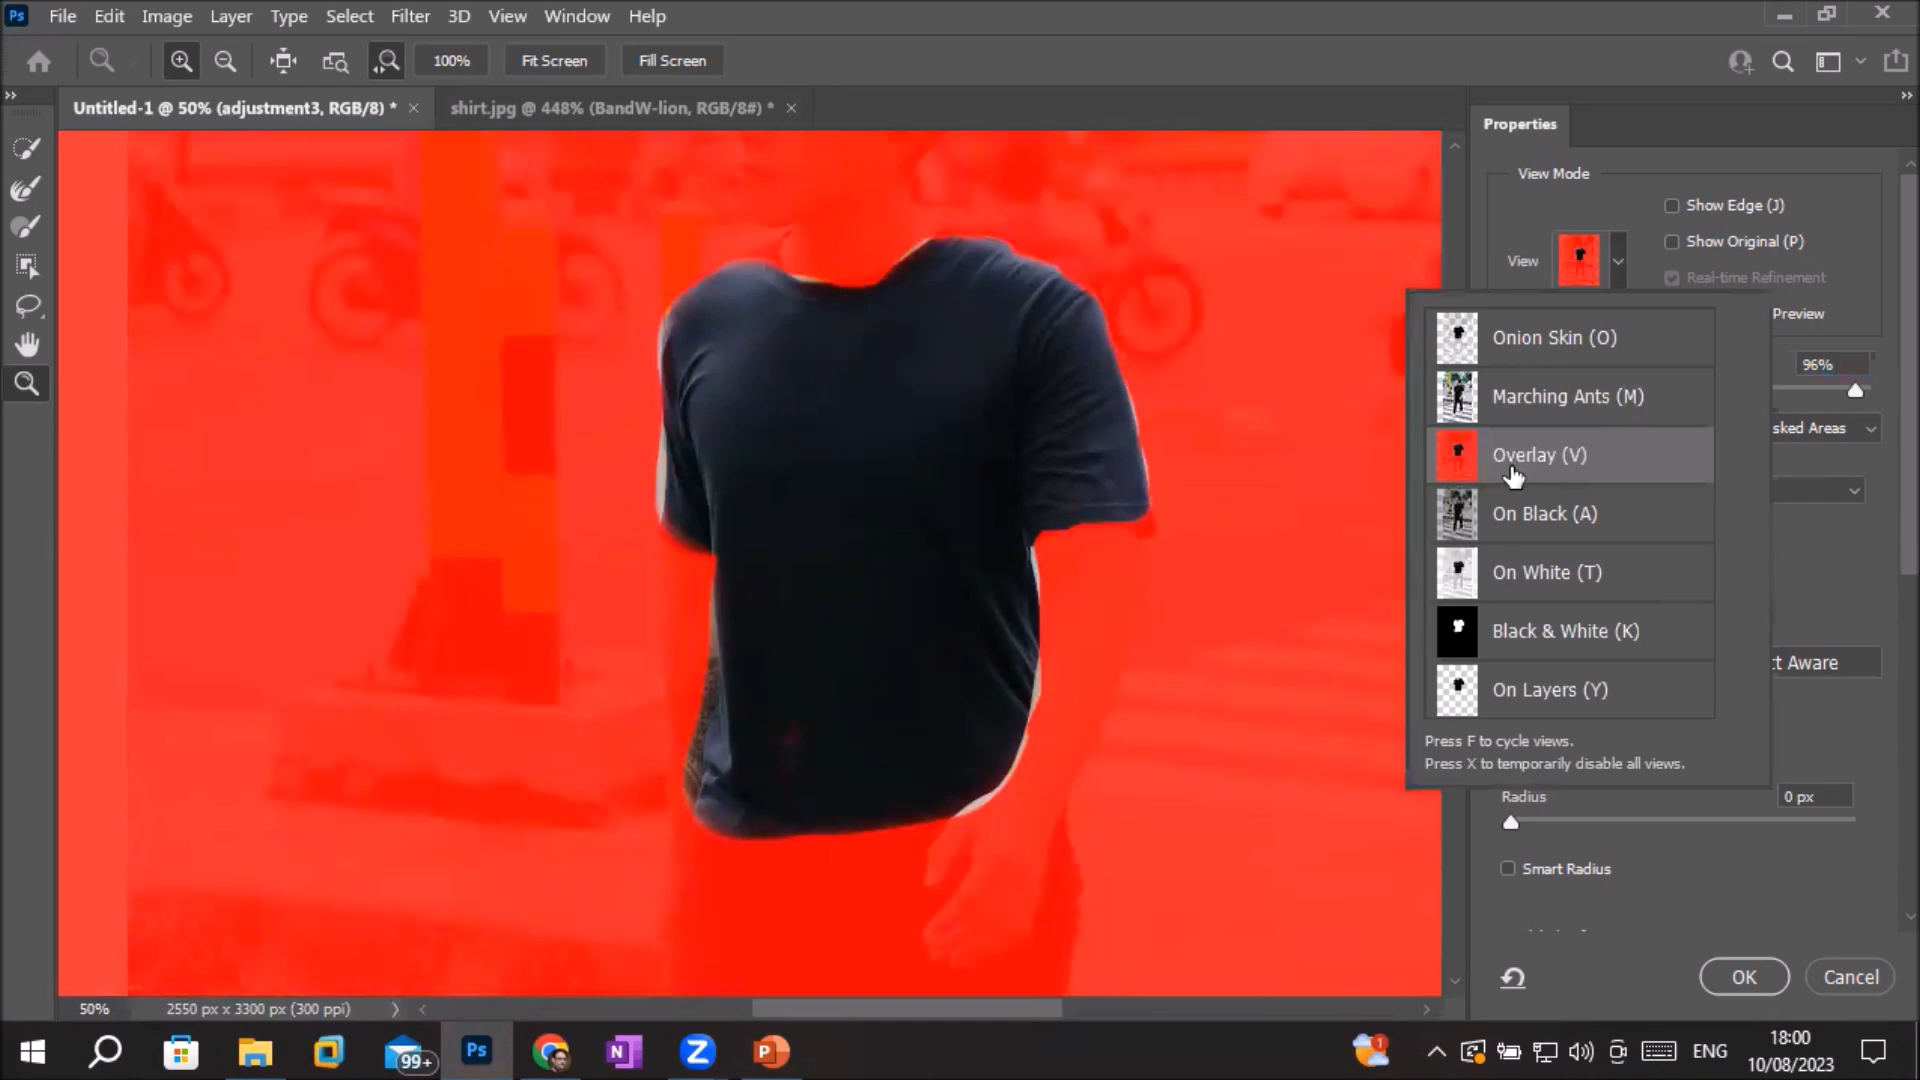 Ps File Edit Image Layer Type Select Filter 3D View Window Help
100% Fit Screen Fill Screen
Untitled-1 @ 50% (adjustment3, RGB/8) * × shirt.jpg @ 448% (BandW-lion, RGB/8#) * ×
Properties
View Mode
Show Edge (J)
Show Original (P)
View
Real-time Refinement
Preview
Onion Skin (O)
96%
Marching Ants (M)
sked Areas
Overlay (V)
On Black (A)
On White (T)
Black & White (K)
ct Aware
On Layers (Y)
Press F to cycle views.
Press X to temporarily disable all views.
Radius 0 px
Smart Radius
OK Cancel
50% 2550 px x 3300 px (300 ppi)
99+ Ps N Z P 1 ENG
18:00
10/08/2023